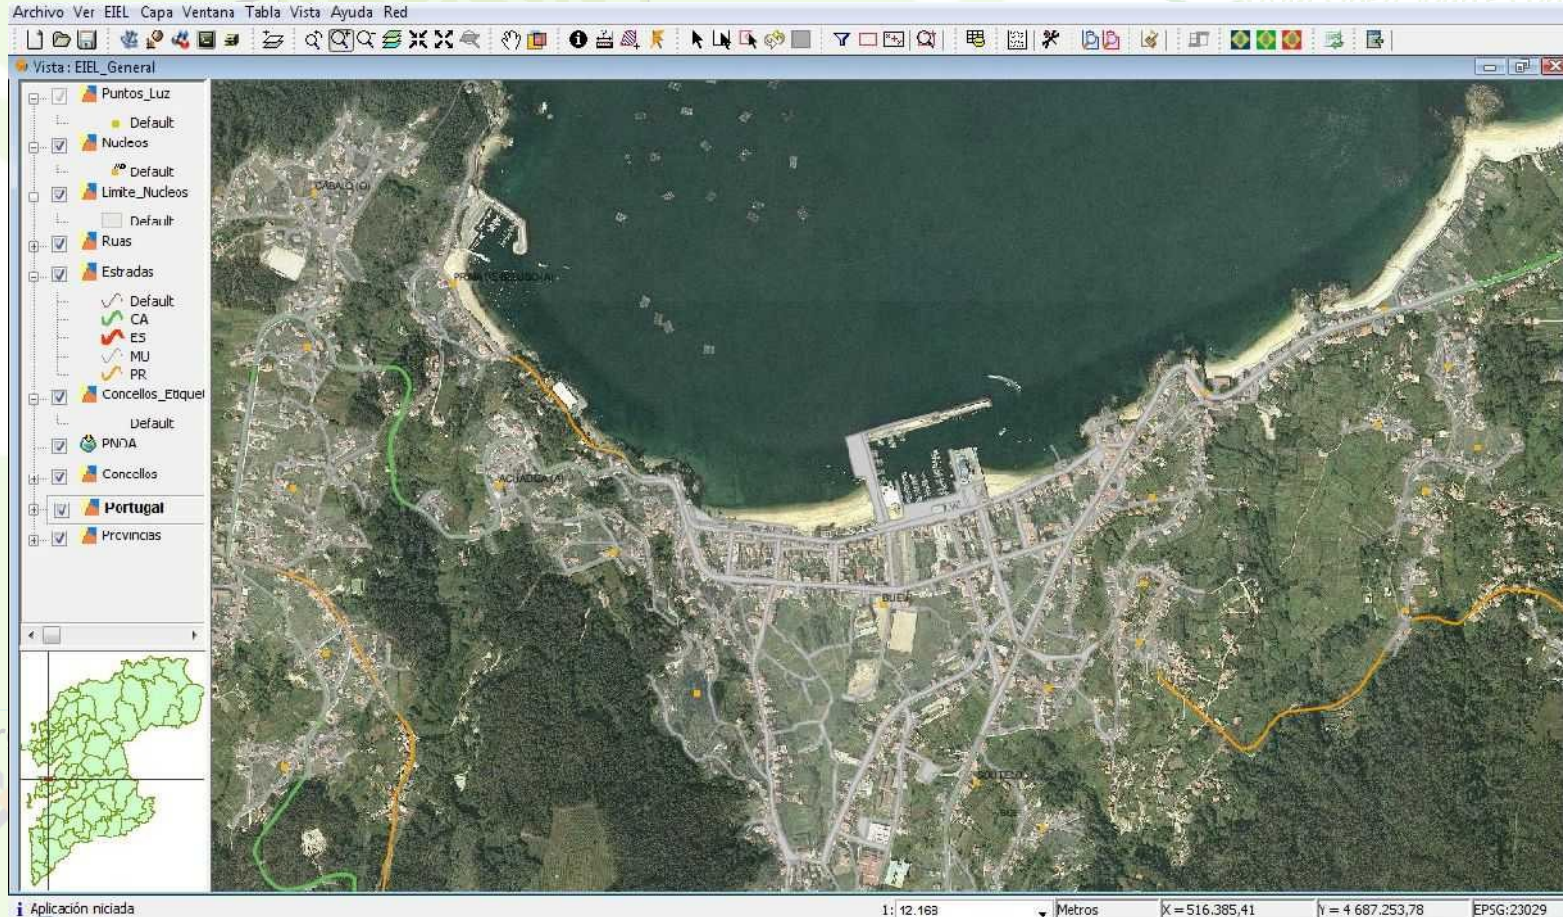 Archivo Ver EIEL Capa Ventana Tabla Vista Ayuda Red
Vista : EIEL_General
Puntos_Luz
Default
Nucleos
Default
Limite_Nucleos
Default
Ruas
Estradas
Default
CA
ES
MU
PR
Concellos_Etiquet
Default
PNOA
Concellos
Portugal
Provincias
CABALO (O)
BUEU
Aplicación niciada
1: 12.163
Metros
X = 516.385,41
Y = 4 687.253,78
EPSG:23029